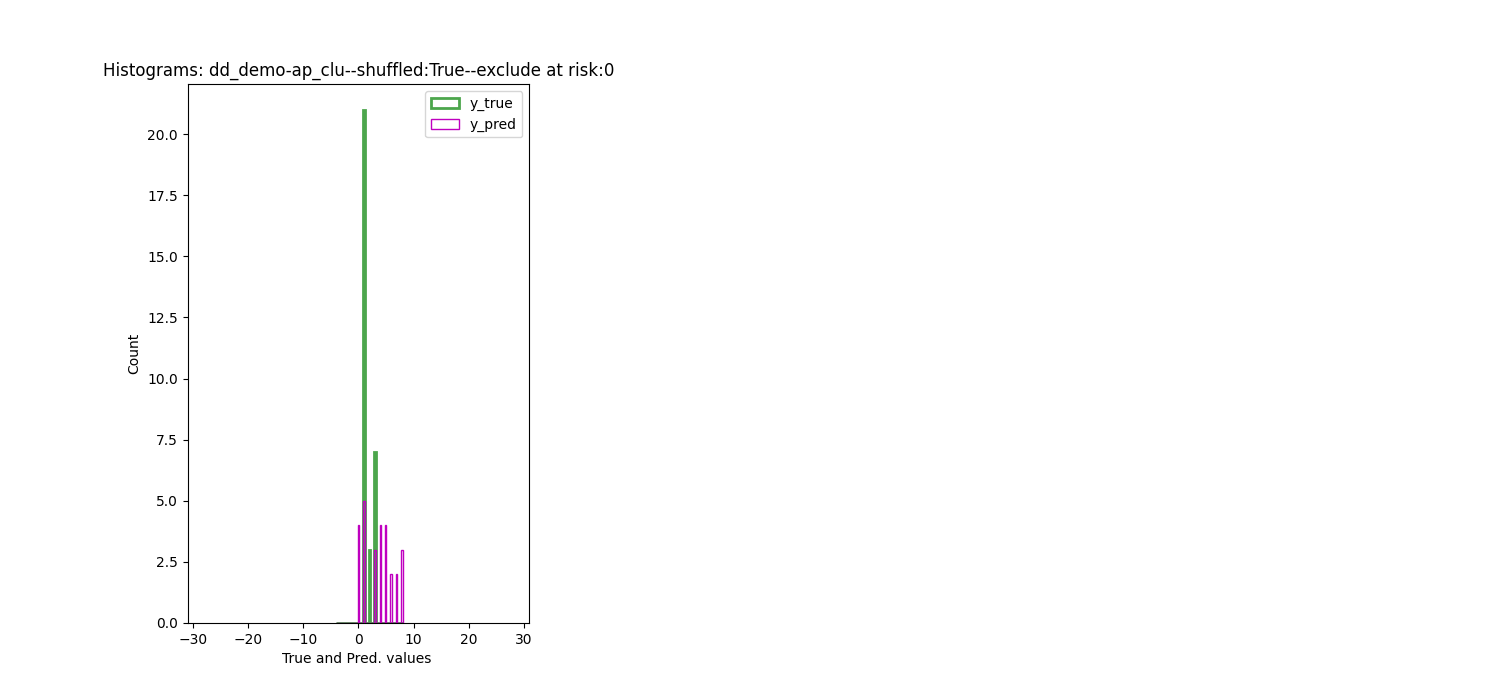 Histograms: dd_demo-ap_clu--shuffled:True--exclude at risk:0
y_true
y_pred
20.0
17.5
15.0
12.5
10.0
7.5
5.0
2.5
0.0
Count
−30 −20 −10 0 10 20 30
True and Pred. values